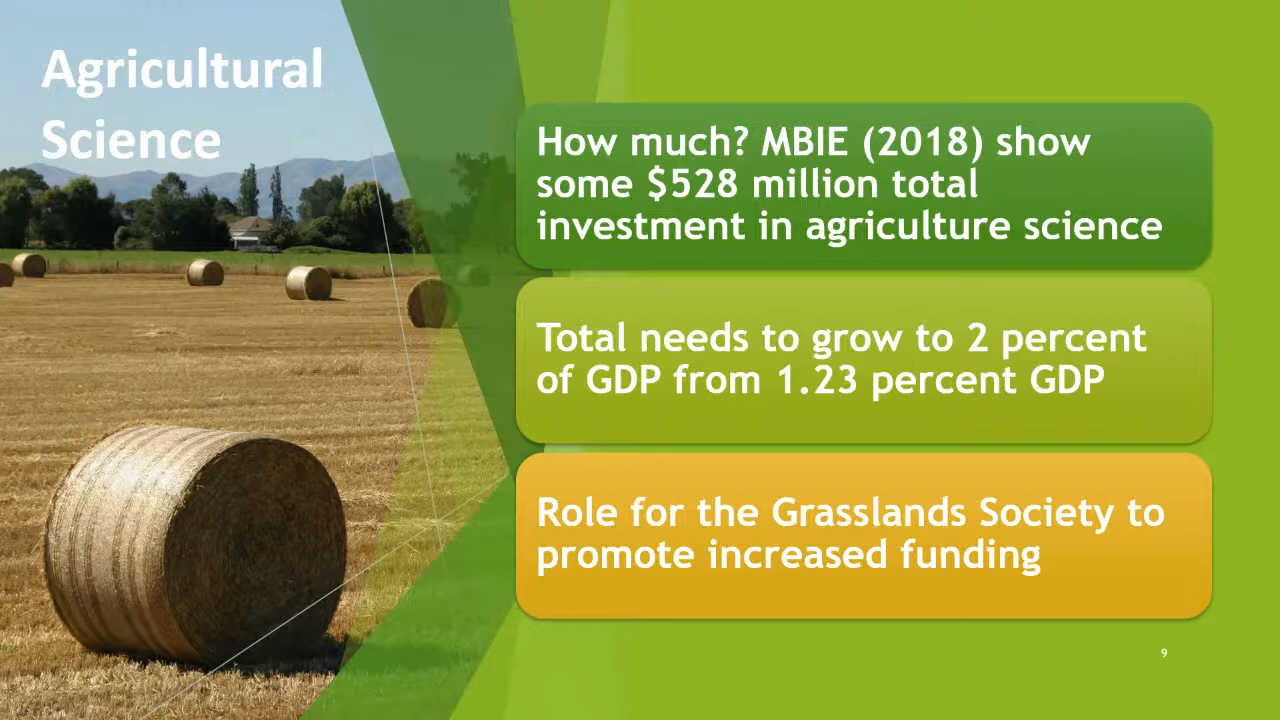 Agricultural
Science
How much? MBIE (2018) show
some $528 million total
investment in agriculture science
Total needs to grow to 2 percent
of GDP from 1.23 percent GDP
Role for the Grasslands Society to
promote increased funding
9